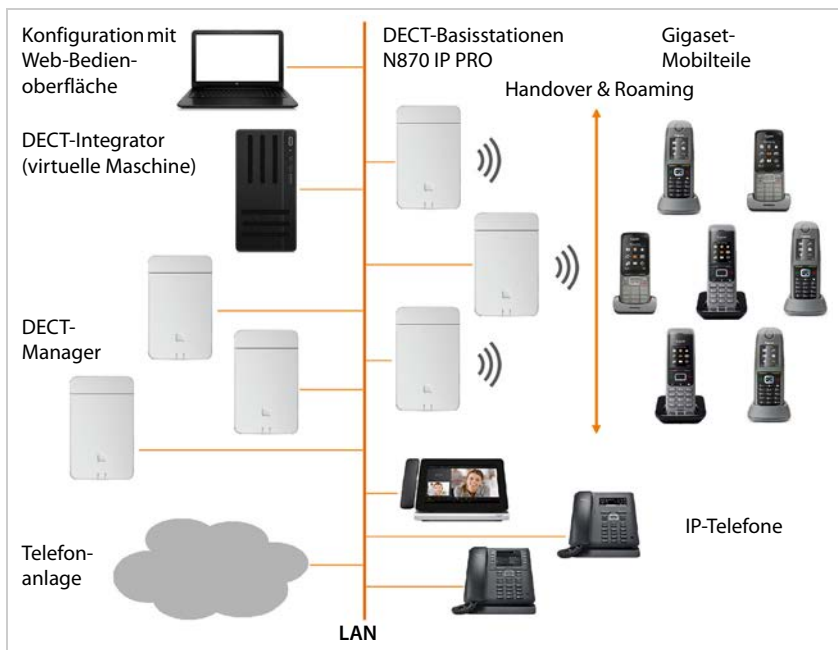 Konfiguration mit
Web-Bedien-
oberfläche
DECT-Basisstationen
N870 IP PRO
Gigaset-
Mobilteile
Handover & Roaming
DECT-Integrator
(virtuelle Maschine)
DECT-
Manager
IP-Telefone
Telefon-
anlage
LAN